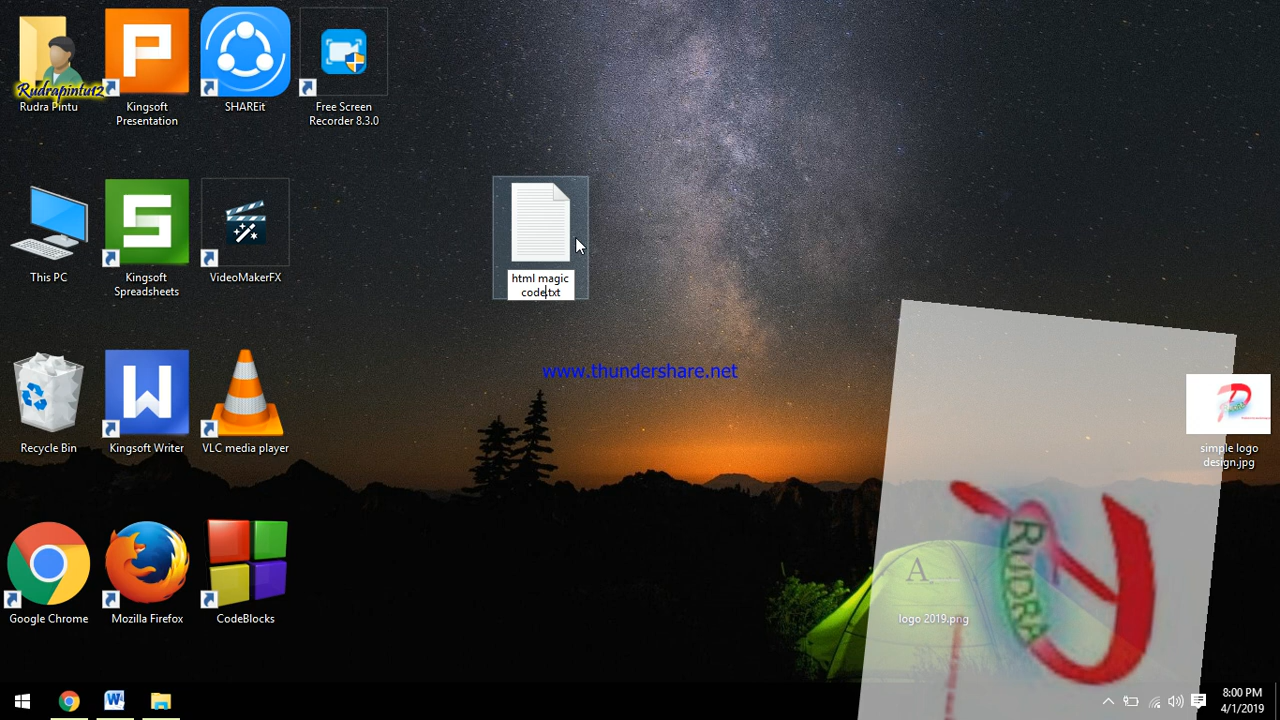 Rudrapintu12
Rudra Pintu
Kingsoft
Presentation
SHAREit
Free Screen
Recorder 8.3.0
This PC
Kingsoft
Spreadsheets
VideoMakerFX
html magic
code.txt
www.thundershare.net
Recycle Bin
Kingsoft Writer
VLC media player
simple logo
design.jpg
Google Chrome
Mozilla Firefox
CodeBlocks
A
logo 2019.png
RUDRA
8:00 PM
4/1/2019